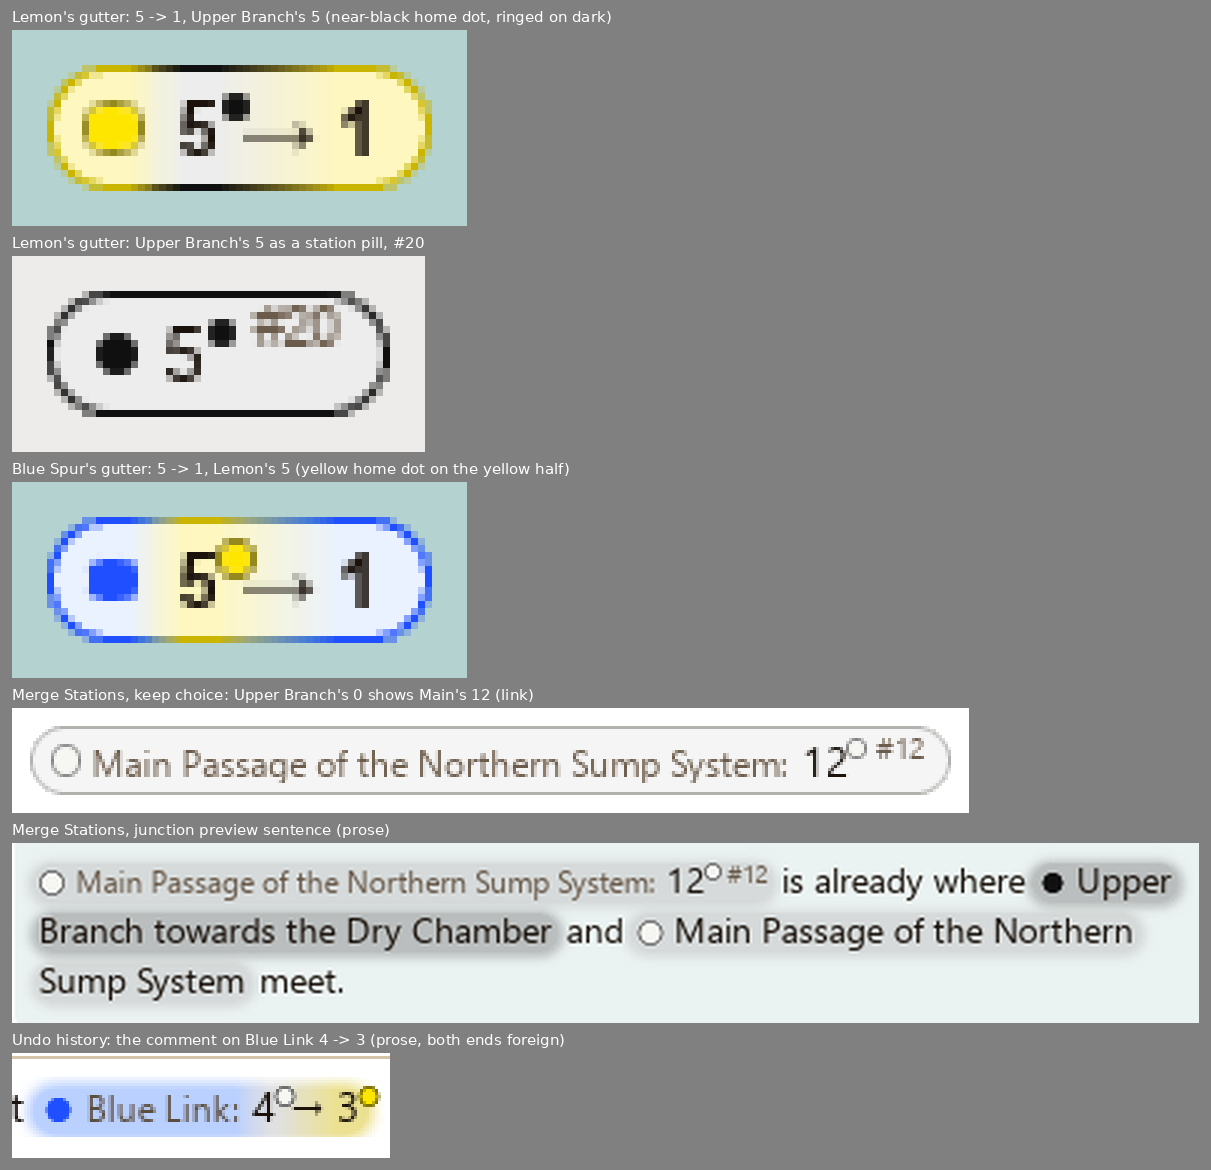 Lemon's gutter: 5 -> 1, Upper Branch's 5 (near-black home dot, ringed on dark)
5 → 1
Lemon's gutter: Upper Branch's 5 as a station pill, #20
5 #20
Blue Spur's gutter: 5 -> 1, Lemon's 5 (yellow home dot on the yellow half)
5 → 1
Merge Stations, keep choice: Upper Branch's 0 shows Main's 12 (link)
Main Passage of the Northern Sump System: 12 #12
Merge Stations, junction preview sentence (prose)
Main Passage of the Northern Sump System: 12 #12 is already where Upper
Branch towards the Dry Chamber and Main Passage of the Northern
Sump System meet.
Undo history: the comment on Blue Link 4 -> 3 (prose, both ends foreign)
t Blue Link: 4 → 3